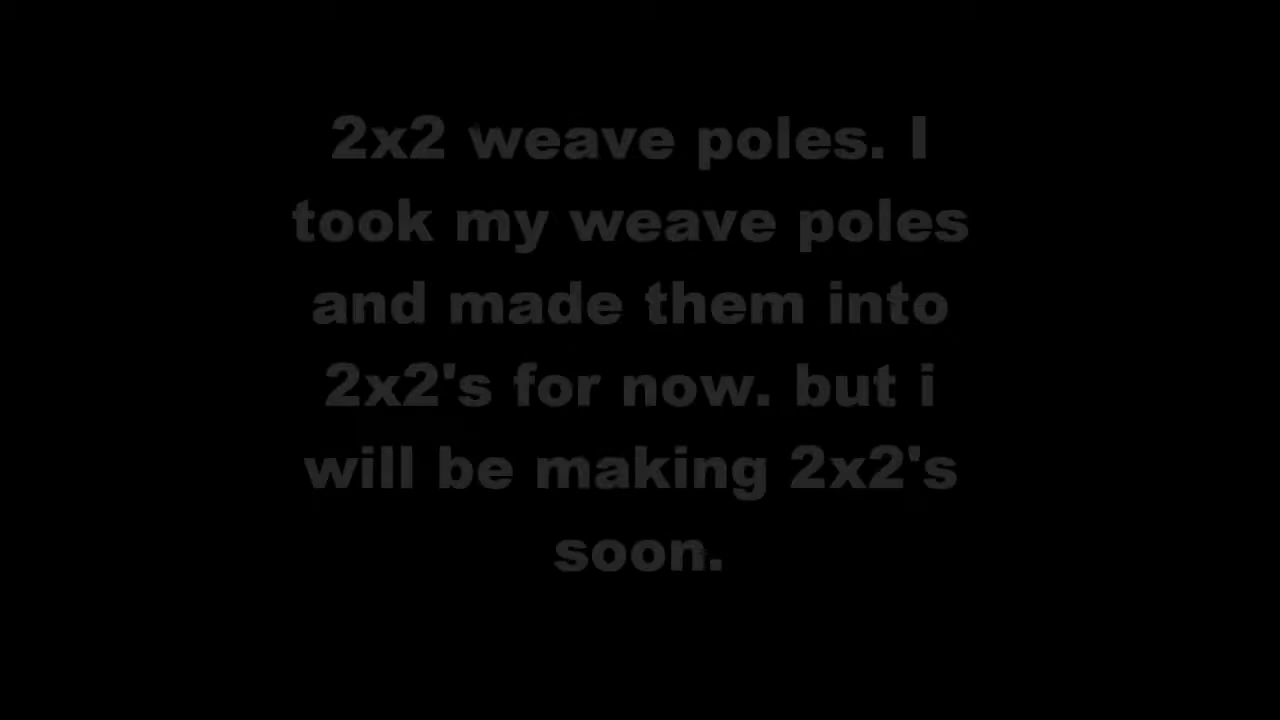 2x2 weave poles. I
took my weave poles
and made them into
2x2's for now. but i
will be making 2x2's
soon.